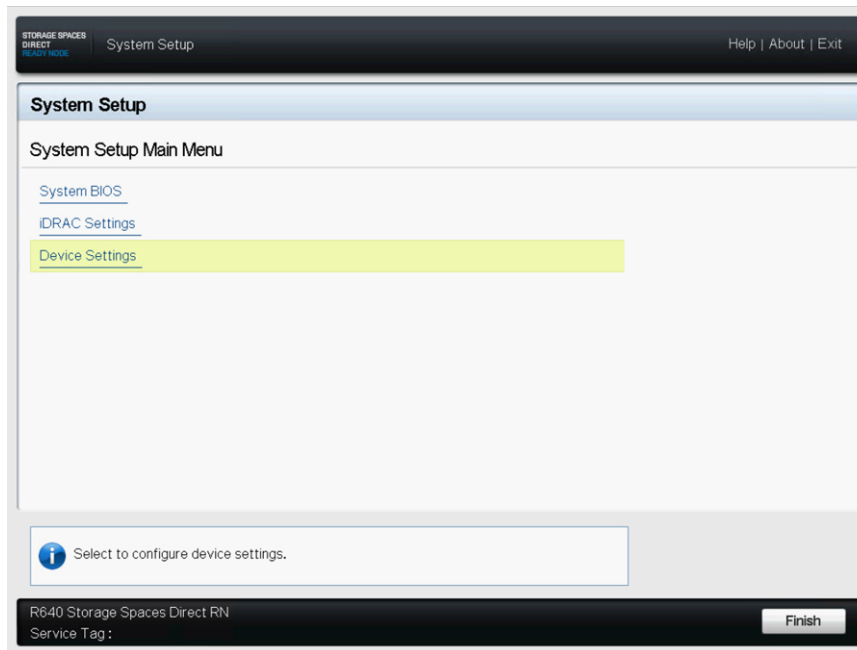 STORAGE SPACES
DIRECT
READY NODE
System Setup
Help | About | Exit
System Setup
System Setup Main Menu
System BIOS
iDRAC Settings
Device Settings
Select to configure device settings.
R640 Storage Spaces Direct RN
Service Tag :
Finish